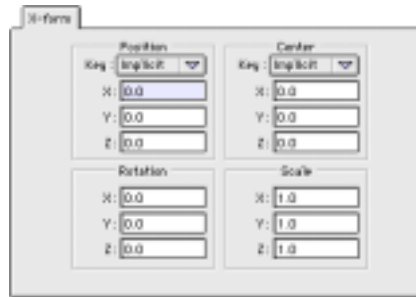 X-form
Position
Key : Implicit
X: 0.0
Y: 0.0
Z: 0.0
Center
Key : Implicit
X: 0.0
Y: 0.0
Z: 0.0
Rotation
X: 0.0
Y: 0.0
Z: 0.0
Scale
X: 1.0
Y: 1.0
Z: 1.0